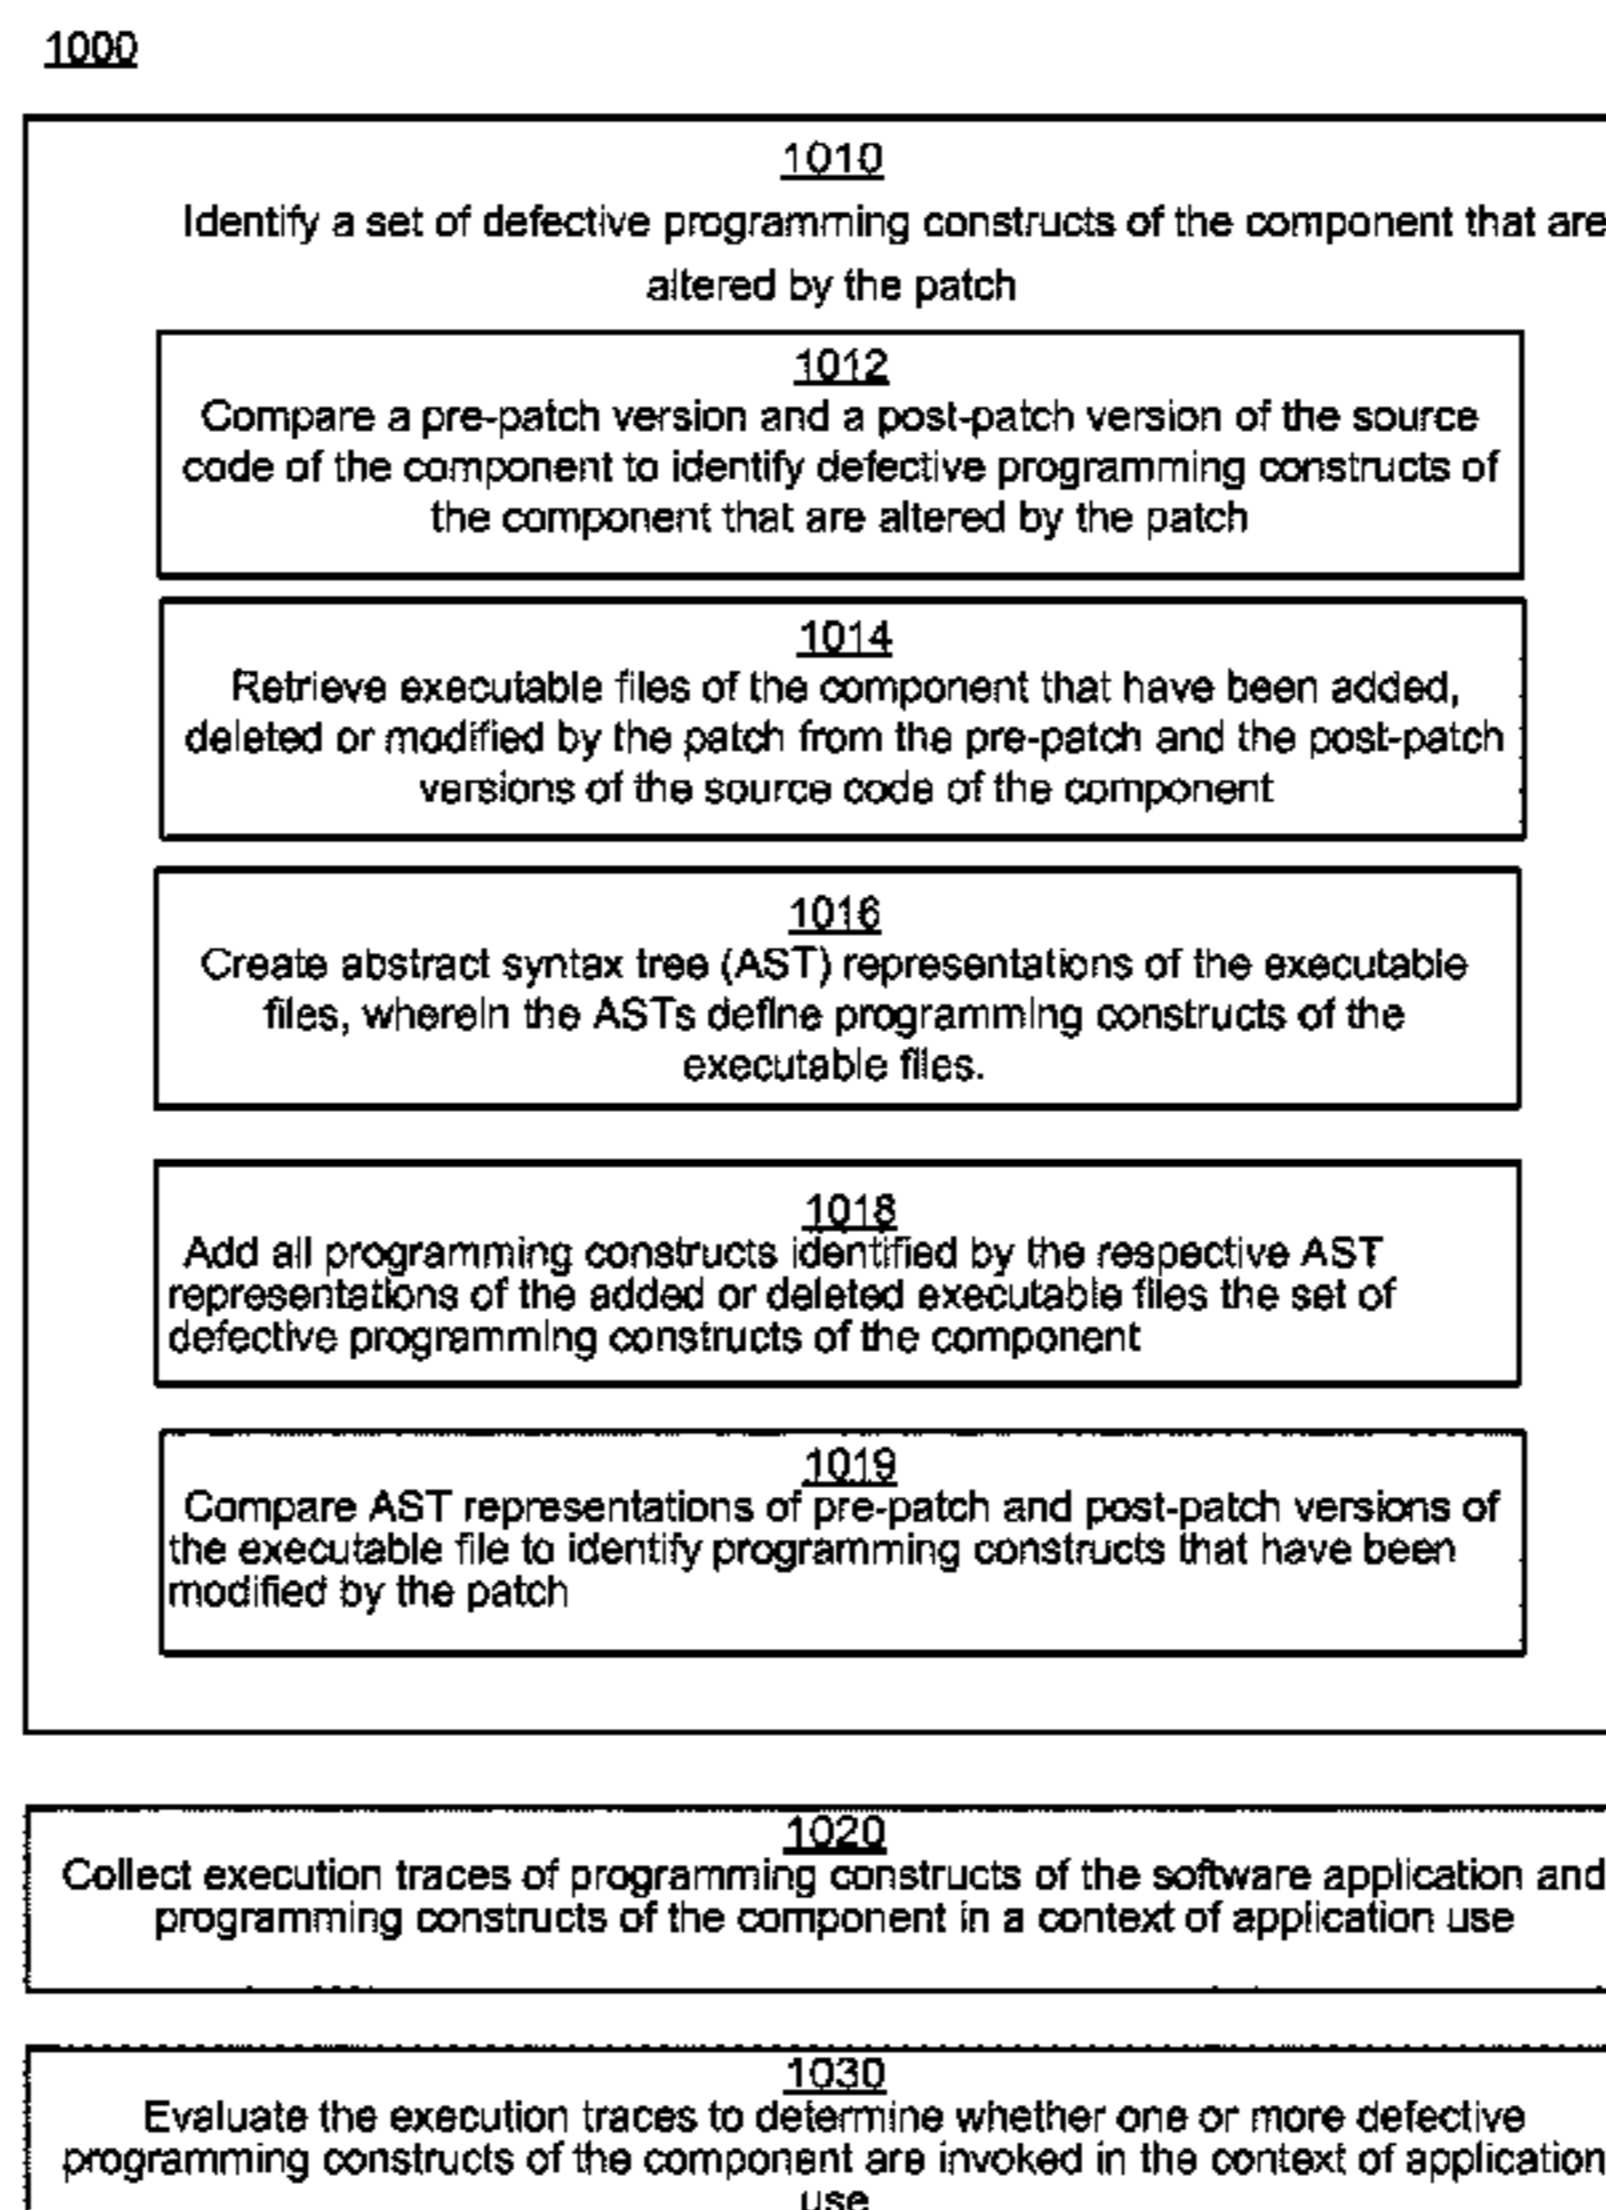 1000
1010
Identify a set of defective programming constructs of the component that are
altered by the patch
1012
Compare a pre-patch version and a post-patch version of the source
code of the component to identify defective programming constructs of
the component that are altered by the patch
1014
Retrieve executable files of the component that have been added,
deleted or modified by the patch from the pre-patch and the post-patch
versions of the source code of the component
1016
Create abstract syntax tree (AST) representations of the executable
files, wherein the ASTs define programming constructs of the
executable files.
1018
Add all programming constructs identified by the respective AST
representations of the added or deleted executable files the set of
defective programming constructs of the component
1019
Compare AST representations of pre-patch and post-patch versions of
the executable file to identify programming constructs that have been
modified by the patch
1020
Collect execution traces of programming constructs of the software application and
programming constructs of the component in a context of application use
1030
Evaluate the execution traces to determine whether one or more defective
programming constructs of the component are invoked in the context of application
use